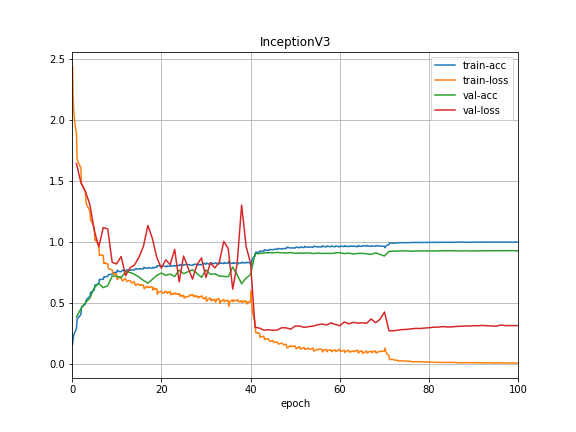 InceptionV3
2.5
2.0
1.5
1.0
0.5
0.0
train-acc
train-loss
val-acc
val-loss
0 20 40 60 80 100
epoch